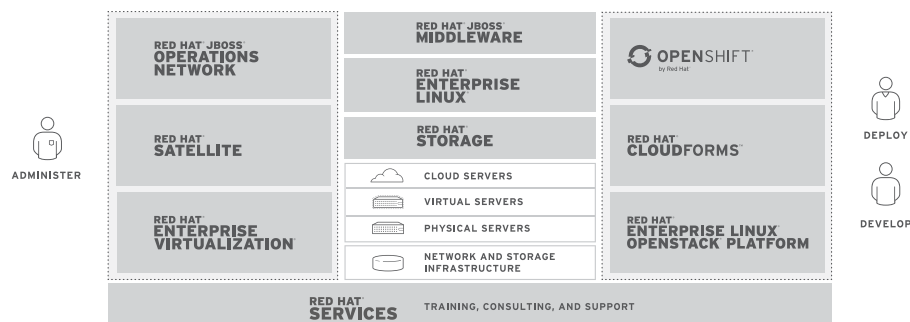 ADMINISTER
RED HAT JBOSS
OPERATIONS
NETWORK
RED HAT
SATELLITE
RED HAT
ENTERPRISE
VIRTUALIZATION
RED HAT JBOSS
MIDDLEWARE
RED HAT
ENTERPRISE
LINUX
RED HAT
STORAGE
CLOUD SERVERS
VIRTUAL SERVERS
PHYSICAL SERVERS
NETWORK AND STORAGE
INFRASTRUCTURE
OPENSHIFT
by Red Hat
RED HAT
CLOUDFORMS™
RED HAT
ENTERPRISE LINUX
OPENSTACK PLATFORM
DEPLOY
DEVELOP
RED HAT
SERVICES
TRAINING, CONSULTING, AND SUPPORT